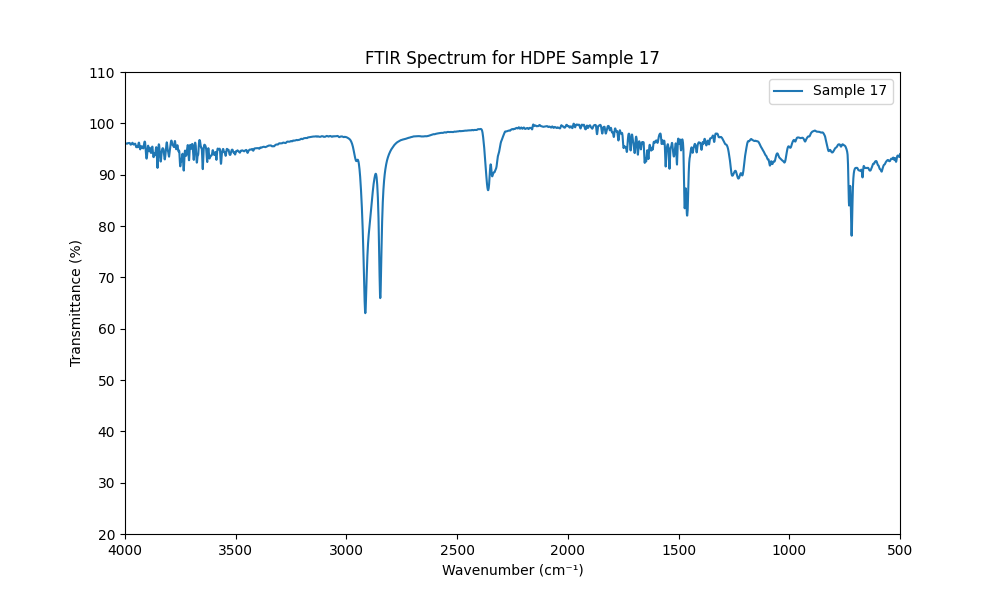 FTIR Spectrum for HDPE Sample 17
Sample 17
Transmittance (%)
110
100
90
80
70
60
50
40
30
20
4000 3500 3000 2500 2000 1500 1000 500
Wavenumber (cm⁻¹)